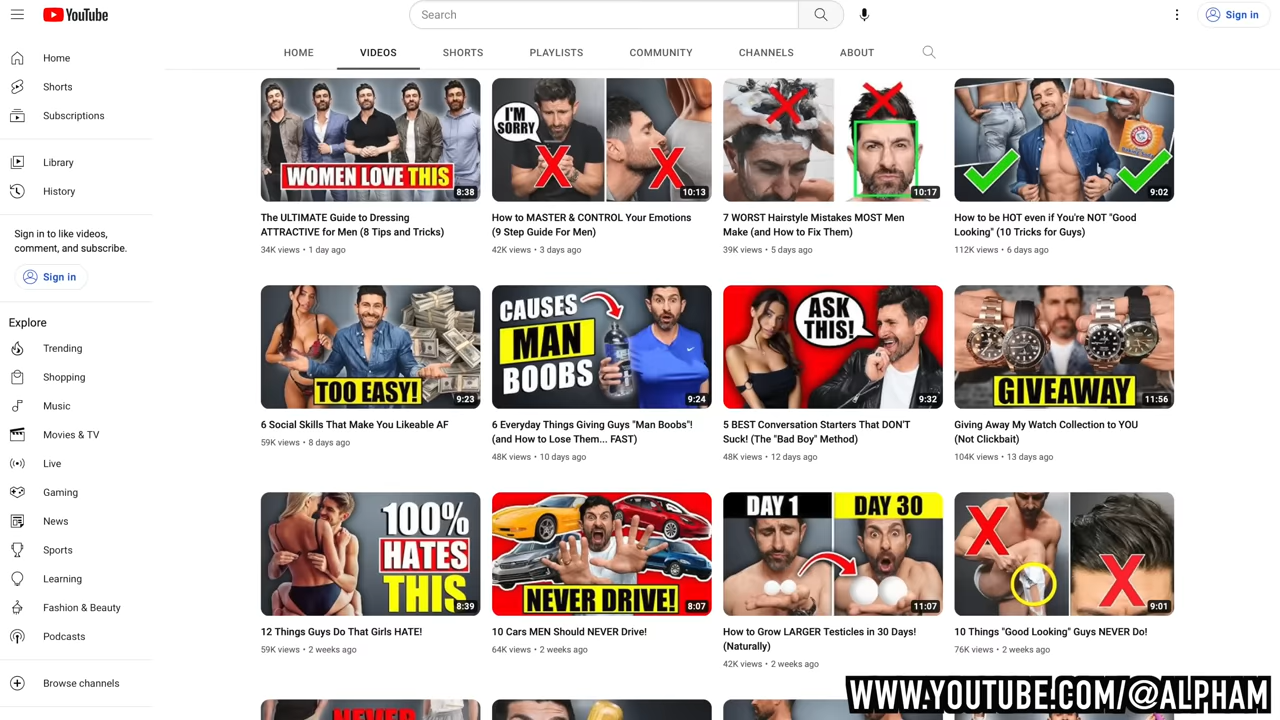 YouTube
Search
Sign in
HOME
VIDEOS
SHORTS
PLAYLISTS
COMMUNITY
CHANNELS
ABOUT
Home
Shorts
Subscriptions
Library
History
Sign in to like videos,
comment, and subscribe.
Sign in
Explore
Trending
Shopping
Music
Movies & TV
Live
Gaming
News
Sports
Learning
Fashion & Beauty
Podcasts
Browse channels
WOMEN LOVE THIS
8:38
The ULTIMATE Guide to Dressing
ATTRACTIVE for Men (8 Tips and Tricks)
34K views • 1 day ago
I'M
SORRY
10:13
How to MASTER & CONTROL Your Emotions
(9 Step Guide For Men)
42K views • 3 days ago
10:17
7 WORST Hairstyle Mistakes MOST Men
Make (and How to Fix Them)
39K views • 5 days ago
9:02
How to be HOT even if You're NOT "Good
Looking" (10 Tricks for Guys)
112K views • 6 days ago
TOO EASY!
9:23
6 Social Skills That Make You Likeable AF
59K views • 8 days ago
CAUSES
MAN
BOOBS
9:24
6 Everyday Things Giving Guys "Man Boobs"!
(and How to Lose Them... FAST)
48K views • 10 days ago
ASK
THIS!
9:32
5 BEST Conversation Starters That DON'T
Suck! (The "Bad Boy" Method)
48K views • 12 days ago
GIVEAWAY
11:56
Giving Away My Watch Collection to YOU
(Not Clickbait)
104K views • 13 days ago
100%
HATES
THIS
8:39
12 Things Guys Do That Girls HATE!
59K views • 2 weeks ago
NEVER DRIVE!
8:07
10 Cars MEN Should NEVER Drive!
64K views • 2 weeks ago
DAY 1
DAY 30
11:07
How to Grow LARGER Testicles in 30 Days!
(Naturally)
42K views • 2 weeks ago
9:01
10 Things "Good Looking" Guys NEVER Do!
76K views • 2 weeks ago
NEVER
WWW.YOUTUBE.COM/@ALPHAM